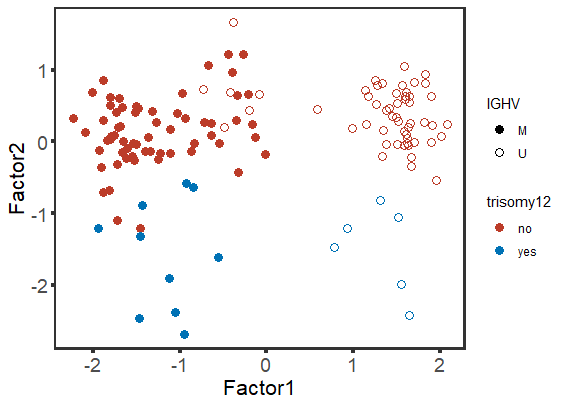 Factor2
1
0
-1
-2
-2
-1
0
1
2
Factor1
IGHV
M
U
trisomy12
no
yes